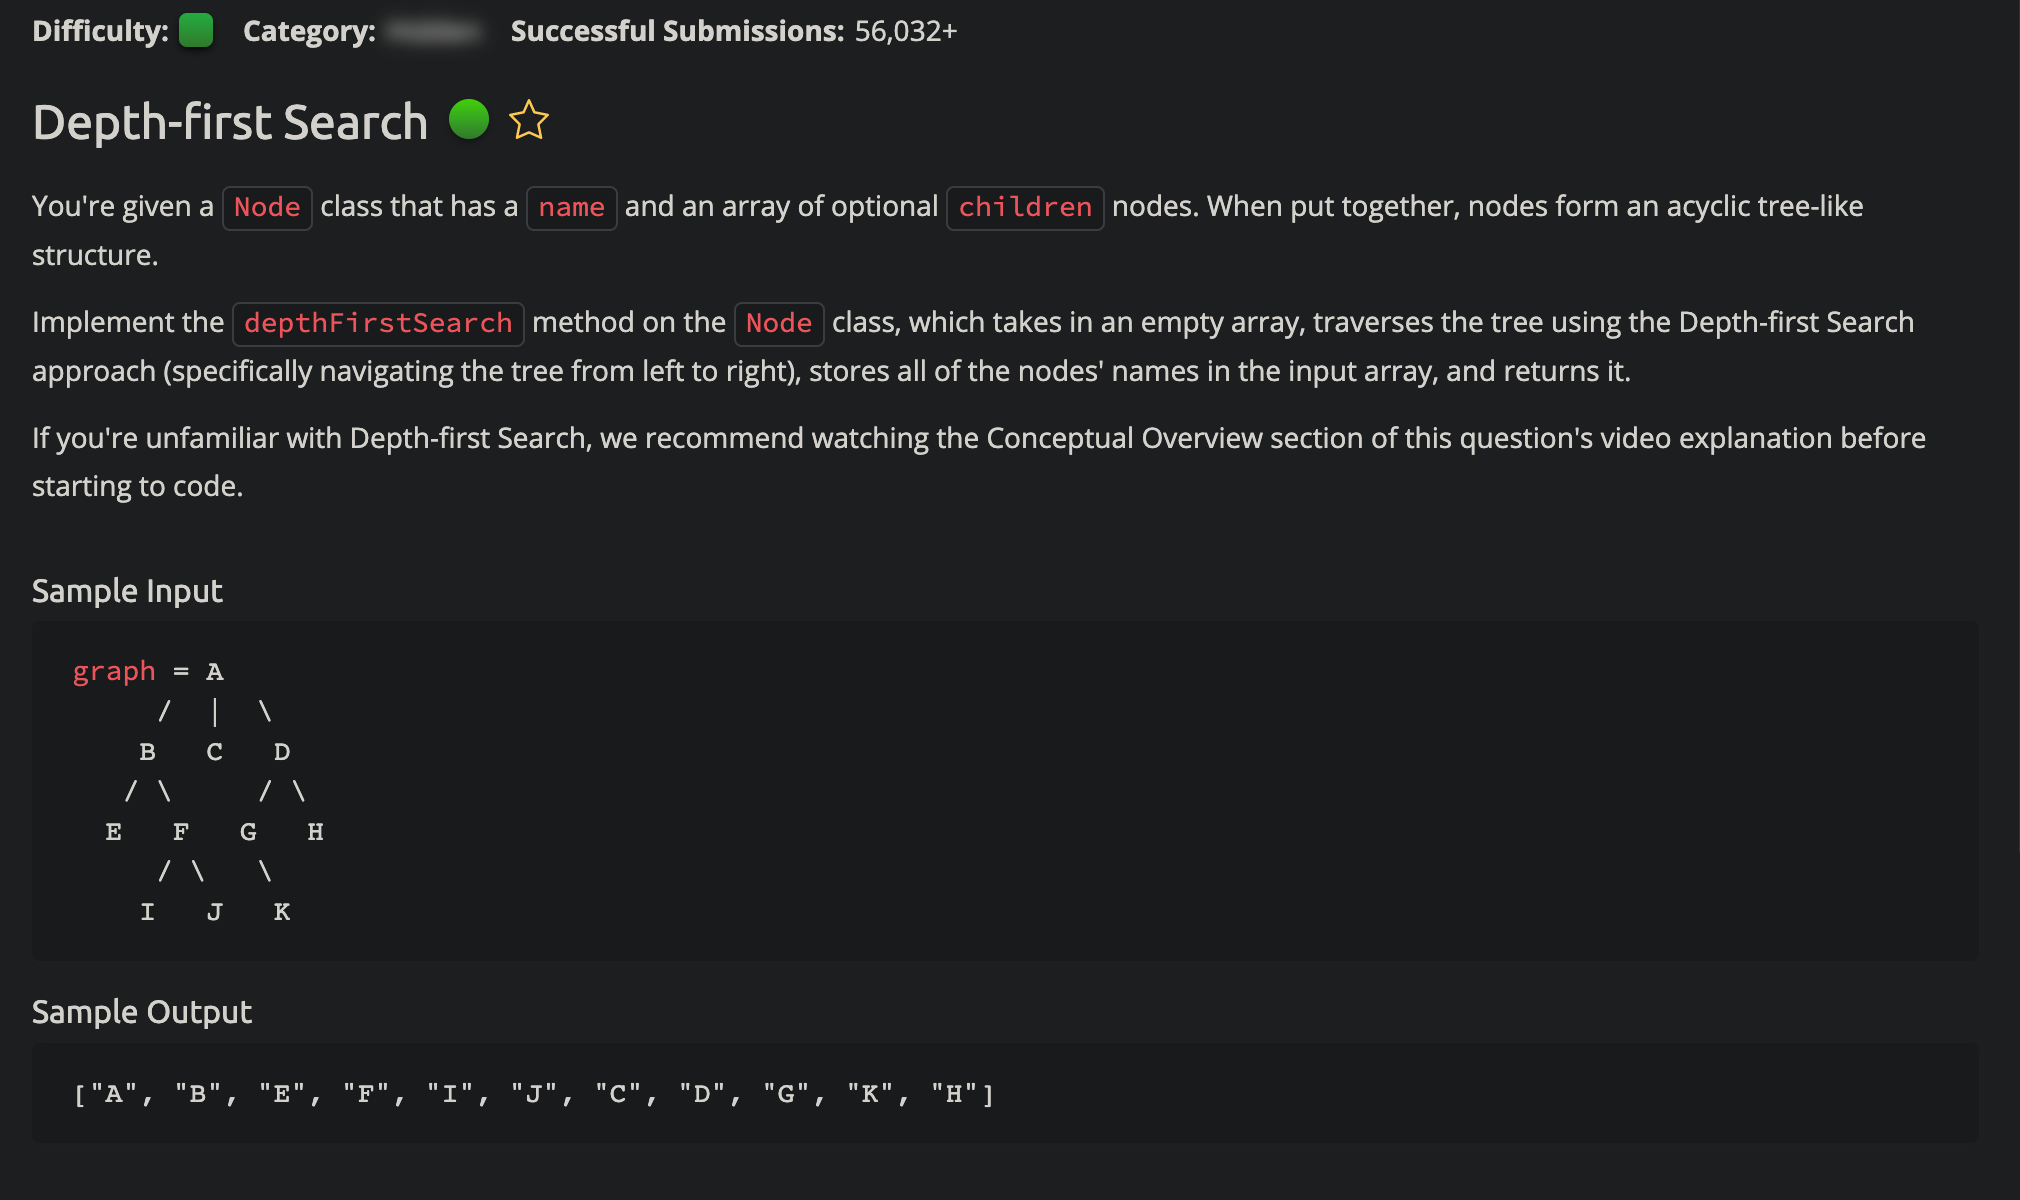 Difficulty: Category: Successful Submissions: 56,032+
Depth-first Search
You're given a Node class that has a name and an array of optional children nodes. When put together, nodes form an acyclic tree-like
structure.
Implement the depthFirstSearch method on the Node class, which takes in an empty array, traverses the tree using the Depth-first Search
approach (specifically navigating the tree from left to right), stores all of the nodes' names in the input array, and returns it.
If you're unfamiliar with Depth-first Search, we recommend watching the Conceptual Overview section of this question's video explanation before
starting to code.
Sample Input
graph = A
     /  |  \
    B   C   D
   / \     / \
  E   F   G   H
     / \   \
    I   J   K
Sample Output
["A", "B", "E", "F", "I", "J", "C", "D", "G", "K", "H"]